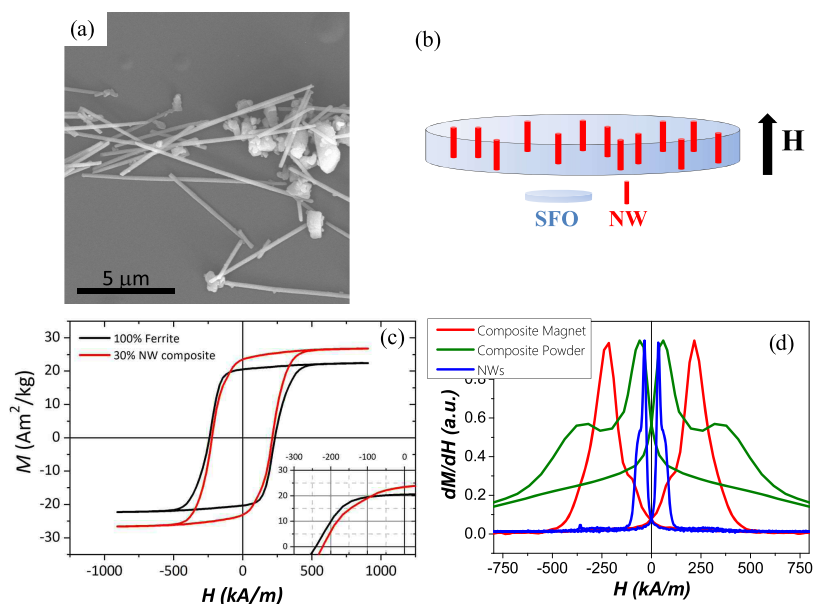 (a)
5 μm
(b)
H
SFO
NW
(c)
100% Ferrite
30% NW composite
M (Am²/kg)
30
20
10
0
-10
-20
-30
-1000
-500
0
500
1000
H (kA/m)
-300
-200
-100
0
30
20
10
0
(d)
Composite Magnet
Composite Powder
NWs
dM/dH (a.u.)
0.8
0.6
0.4
0.2
0.0
-750
-500
-250
0
250
500
750
H (kA/m)